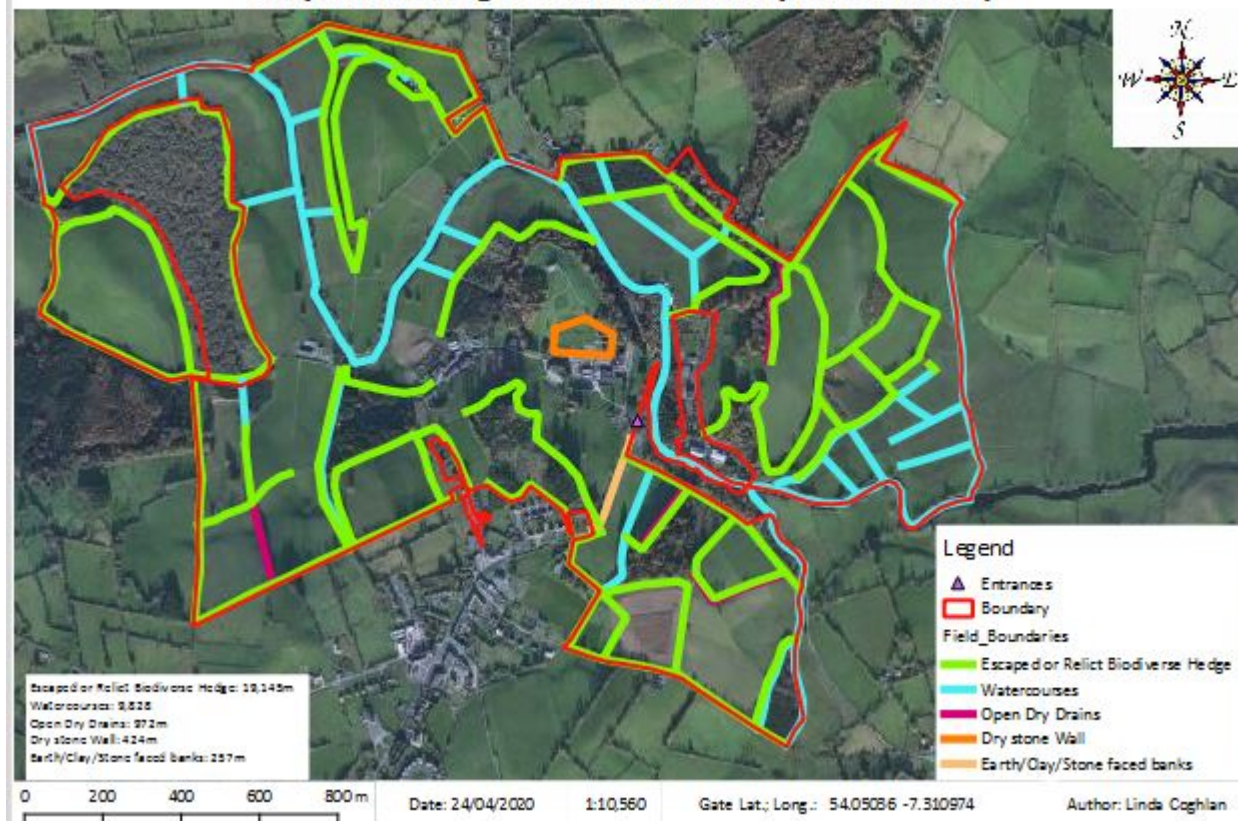 N
W E
S
Legend
Entrances
Boundary
Field_Boundaries
Escaped or Relict Biodiverse Hedge
Watercourses
Open Dry Drains
Dry stone Wall
Earth/Clay/Stone faced banks
Escaped or Relict Biodiverse Hedge: 19,145m
Watercourses: 9,828
Open Dry Drains: 972m
Dry stone Wall: 424m
Earth/Clay/Stone faced banks: 257m
0 200 400 600 800 m
Date: 24/04/2020 1:10,560 Gate Lat.; Long.: 54.05086 -7.310974 Author: Linda Coghlan